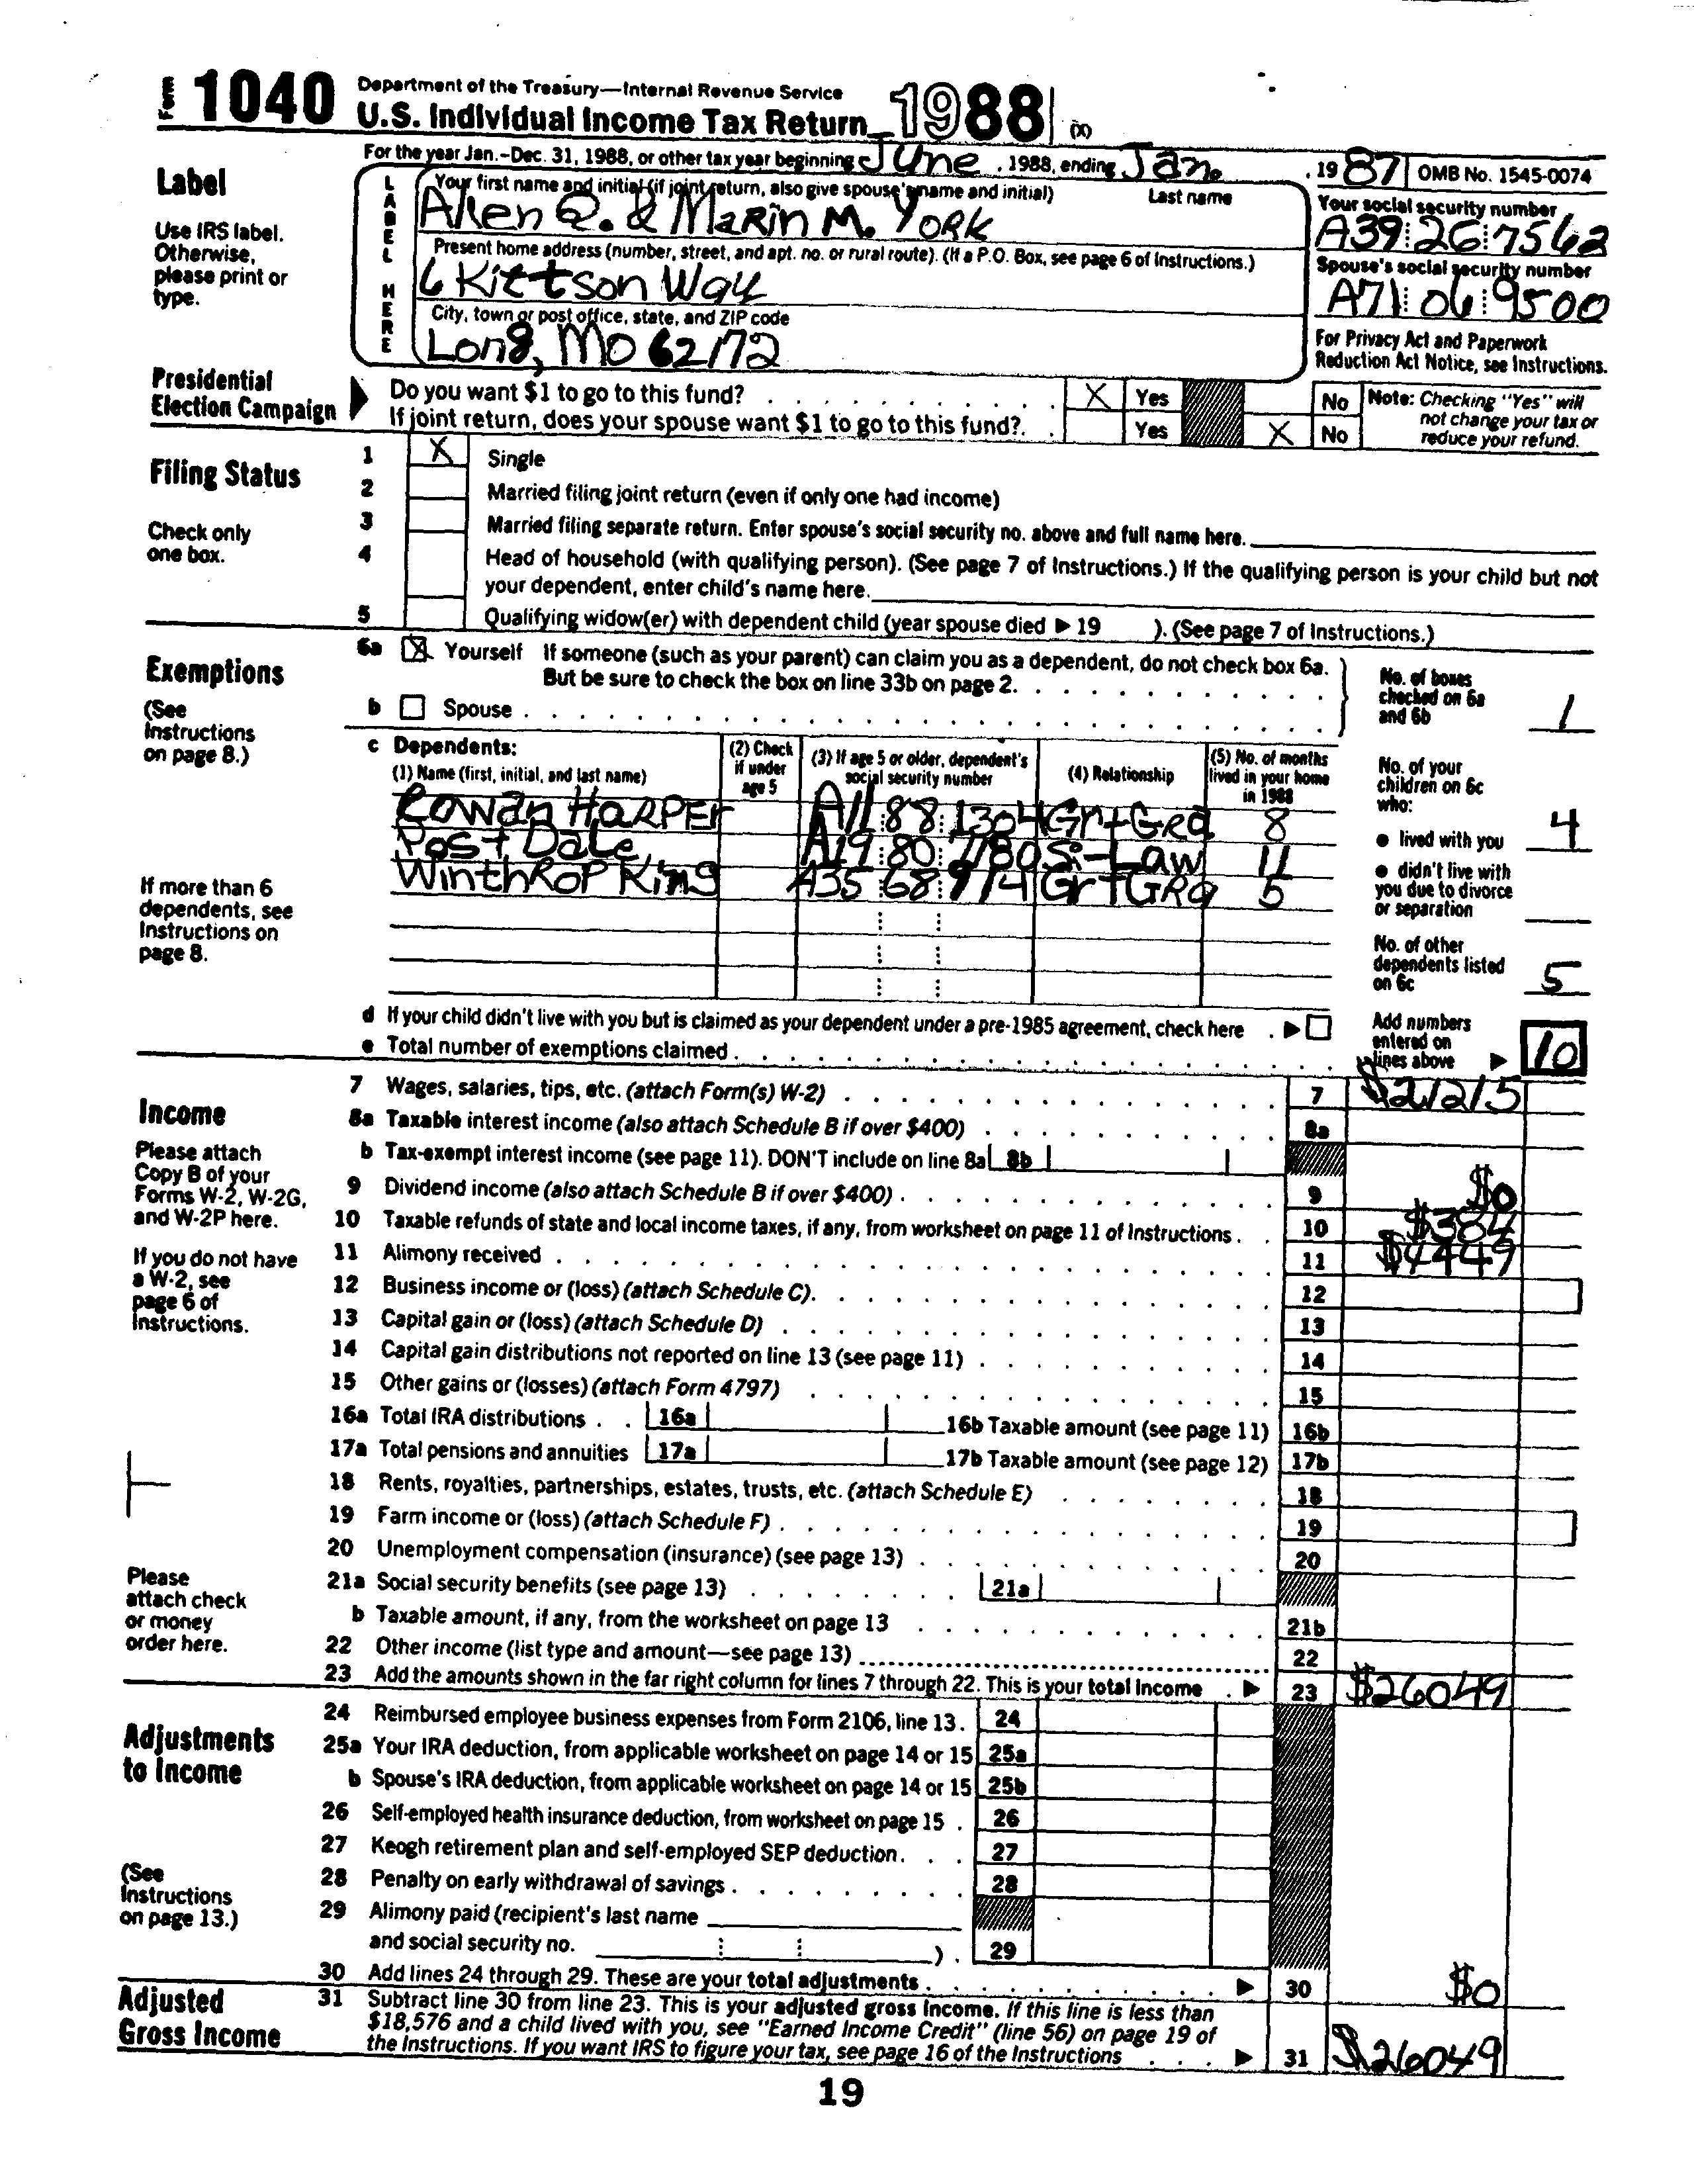 Form 1040 Department of the Treasury—Internal Revenue Service
U.S. Individual Income Tax Return 1988 (X)
For the year Jan.–Dec. 31, 1988, or other tax year beginning June , 1988, ending Jan. , 19 87 OMB No. 1545-0074
Label
Use IRS label. Otherwise, please print or type.
LABEL HERE
Your first name and initial (if joint return, also give spouse's name and initial) Last name
Allen Q. & MaRin M. YORK
Your social security number
A39 26 7562
Present home address (number, street, and apt. no. or rural route). (If a P.O. Box, see page 6 of Instructions.)
6 Kittson Way
Spouse's social security number
A71 06 9500
City, town or post office, state, and ZIP code
Long, MO 62172
For Privacy Act and Paperwork Reduction Act Notice, see Instructions.
Presidential Election Campaign
Do you want $1 to go to this fund? X Yes No
If joint return, does your spouse want $1 to go to this fund? Yes X No
Note: Checking "Yes" will not change your tax or reduce your refund.
Filing Status
Check only one box.
1 X Single
2 Married filing joint return (even if only one had income)
3 Married filing separate return. Enter spouse's social security no. above and full name here.
4 Head of household (with qualifying person). (See page 7 of Instructions.) If the qualifying person is your child but not
your dependent, enter child's name here.
5 Qualifying widow(er) with dependent child (year spouse died ▶ 19 ). (See page 7 of Instructions.)
Exemptions
(See Instructions on page 8.)
6a X Yourself If someone (such as your parent) can claim you as a dependent, do not check box 6a.
But be sure to check the box on line 33b on page 2.
b Spouse
No. of boxes checked on 6a and 6b 1
c Dependents:
(1) Name (first, initial, and last name) (2) Check if under age 5 (3) If age 5 or older, dependent's social security number (4) Relationship (5) No. of months lived in your home in 1988
Rowan HaRPEr A11 88 1304 Gr+GRa 8
Post Dale A19 80 7780 Si-Law 11
WinthRoP King A35 68 9714 Gr+GRa 5
If more than 6 dependents, see Instructions on page 8.
No. of your children on 6c who:
● lived with you 4
● didn't live with you due to divorce or separation
No. of other dependents listed on 6c 5
d If your child didn't live with you but is claimed as your dependent under a pre-1985 agreement, check here ▶
e Total number of exemptions claimed
Add numbers entered on lines above ▶ 10
Income
Please attach Copy B of your Forms W-2, W-2G, and W-2P here.
If you do not have a W-2, see page 6 of Instructions.
7 Wages, salaries, tips, etc. (attach Form(s) W-2) 7 $21215
8a Taxable interest income (also attach Schedule B if over $400) 8a
b Tax-exempt interest income (see page 11). DON'T include on line 8a 8b
9 Dividend income (also attach Schedule B if over $400) 9 $0
10 Taxable refunds of state and local income taxes, if any, from worksheet on page 11 of Instructions 10 $384
11 Alimony received 11 $4449
12 Business income or (loss) (attach Schedule C) 12
13 Capital gain or (loss) (attach Schedule D) 13
14 Capital gain distributions not reported on line 13 (see page 11) 14
15 Other gains or (losses) (attach Form 4797) 15
16a Total IRA distributions 16a 16b Taxable amount (see page 11) 16b
17a Total pensions and annuities 17a 17b Taxable amount (see page 12) 17b
18 Rents, royalties, partnerships, estates, trusts, etc. (attach Schedule E) 18
19 Farm income or (loss) (attach Schedule F) 19
20 Unemployment compensation (insurance) (see page 13) 20
21a Social security benefits (see page 13) 21a
b Taxable amount, if any, from the worksheet on page 13 21b
22 Other income (list type and amount—see page 13) 22
23 Add the amounts shown in the far right column for lines 7 through 22. This is your total income ▶ 23 $26049
Please attach check or money order here.
Adjustments to Income
(See Instructions on page 13.)
24 Reimbursed employee business expenses from Form 2106, line 13. 24
25a Your IRA deduction, from applicable worksheet on page 14 or 15 25a
b Spouse's IRA deduction, from applicable worksheet on page 14 or 15 25b
26 Self-employed health insurance deduction, from worksheet on page 15 26
27 Keogh retirement plan and self-employed SEP deduction 27
28 Penalty on early withdrawal of savings 28
29 Alimony paid (recipient's last name
and social security no. ) 29
30 Add lines 24 through 29. These are your total adjustments ▶ 30 $0
Adjusted Gross Income
31 Subtract line 30 from line 23. This is your adjusted gross income. If this line is less than
$18,576 and a child lived with you, see "Earned Income Credit" (line 56) on page 19 of
the Instructions. If you want IRS to figure your tax, see page 16 of the Instructions ▶ 31 $26049
19